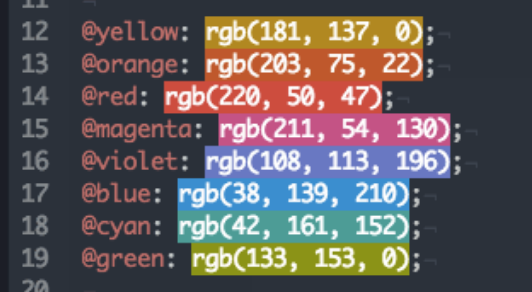 11
12 @yellow: rgb(181, 137, 0);¬
13 @orange: rgb(203, 75, 22);¬
14 @red: rgb(220, 50, 47);¬
15 @magenta: rgb(211, 54, 130);¬
16 @violet: rgb(108, 113, 196);¬
17 @blue: rgb(38, 139, 210);¬
18 @cyan: rgb(42, 161, 152);¬
19 @green: rgb(133, 153, 0);¬
20